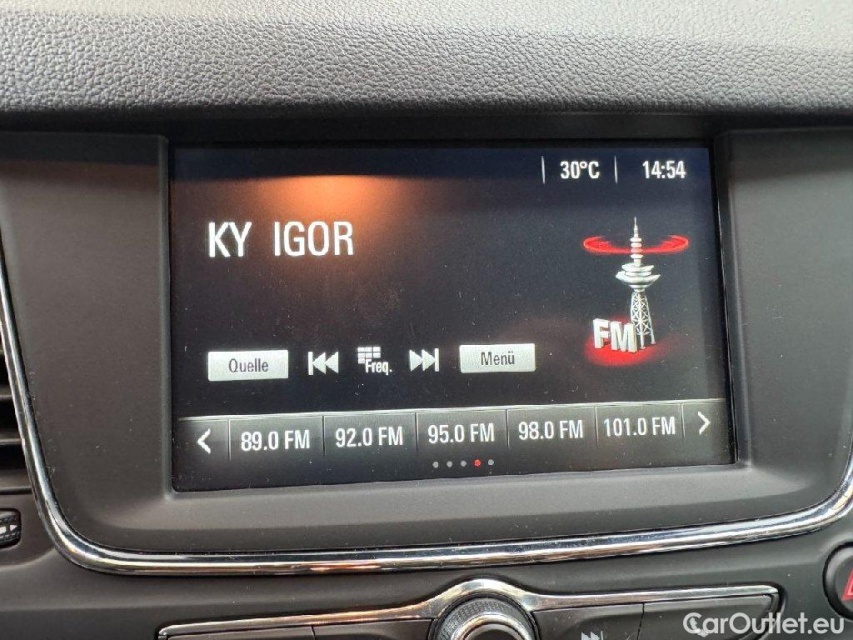 30°C 14:54
KY IGOR
FM
Quelle Freq. Menü
89.0 FM 92.0 FM 95.0 FM 98.0 FM 101.0 FM
CarOutlet.eu